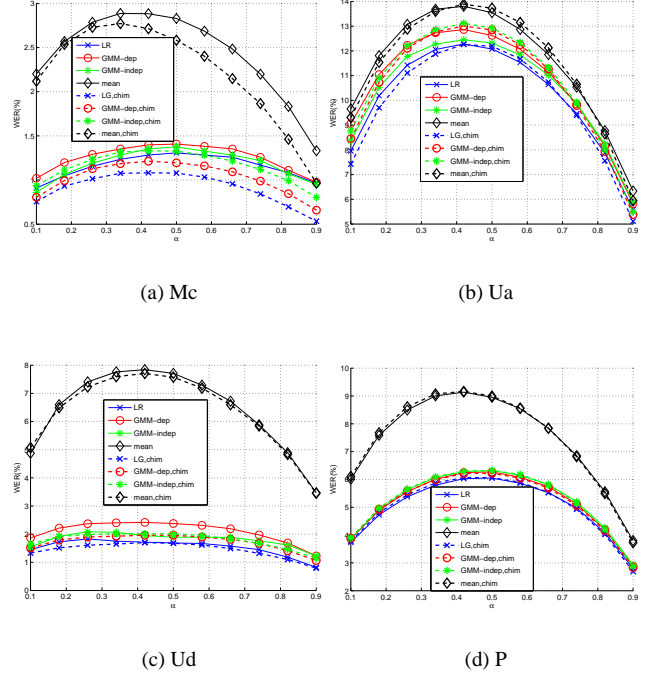 3
2.5
2
1.5
1
0.5
WER(%)
LR
GMM−dep
GMM−indep
mean
LG,chim
GMM−dep,chim
GMM−indep,chim
mean,chim
0.1 0.2 0.3 0.4 0.5 0.6 0.7 0.8 0.9
α
(a) Mc
14
13
12
11
10
9
8
7
6
5
WER(%)
LR
GMM−dep
GMM−indep
mean
LG,chim
GMM−dep,chim
GMM−indep,chim
mean,chim
0.1 0.2 0.3 0.4 0.5 0.6 0.7 0.8 0.9
α
(b) Ua
8
7
6
5
4
3
2
1
0
WER(%)
LR
GMM−dep
GMM−indep
mean
LG,chim
GMM−dep,chim
GMM−indep,chim
mean,chim
0.1 0.2 0.3 0.4 0.5 0.6 0.7 0.8 0.9
α
(c) Ud
10
9
8
7
6
5
4
3
2
WER(%)
LR
GMM−dep
GMM−indep
mean
LG,chim
GMM−dep,chim
GMM−indep,chim
mean,chim
0.1 0.2 0.3 0.4 0.5 0.6 0.7 0.8 0.9
α
(d) P